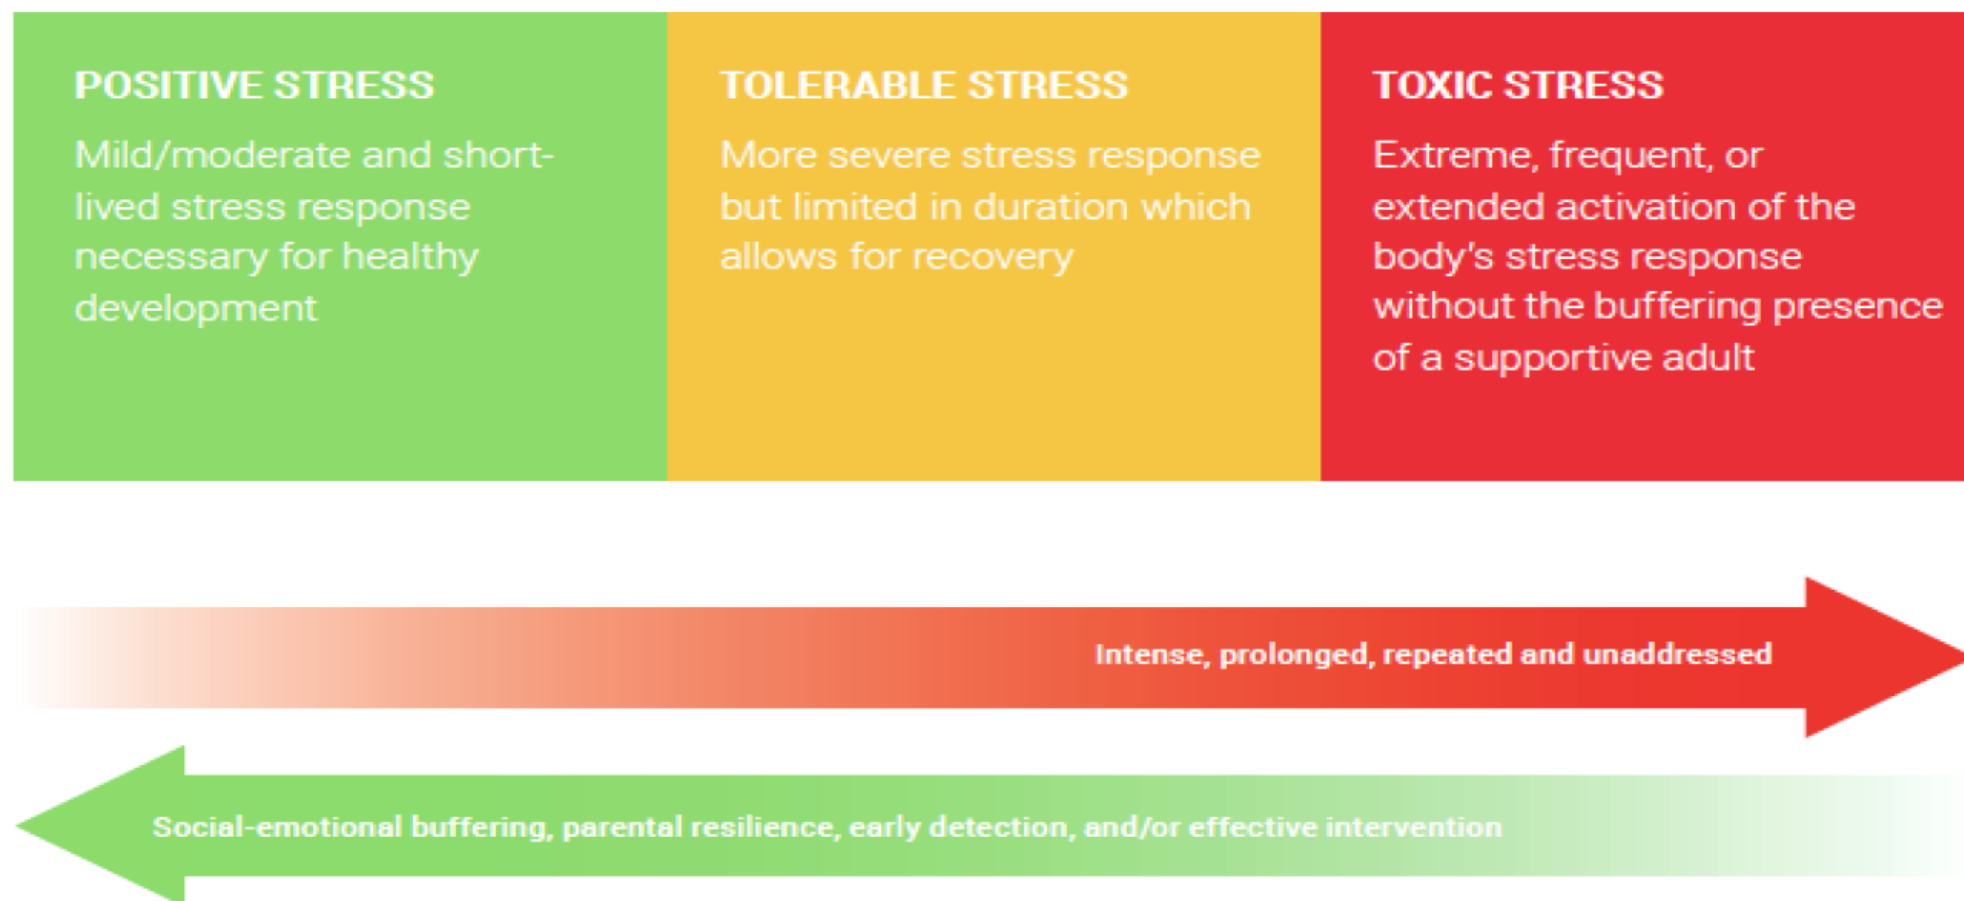 POSITIVE STRESS
Mild/moderate and short-
lived stress response
necessary for healthy
development
TOLERABLE STRESS
More severe stress response
but limited in duration which
allows for recovery
TOXIC STRESS
Extreme, frequent, or
extended activation of the
body's stress response
without the buffering presence
of a supportive adult
Intense, prolonged, repeated and unaddressed
Social-emotional buffering, parental resilience, early detection, and/or effective intervention